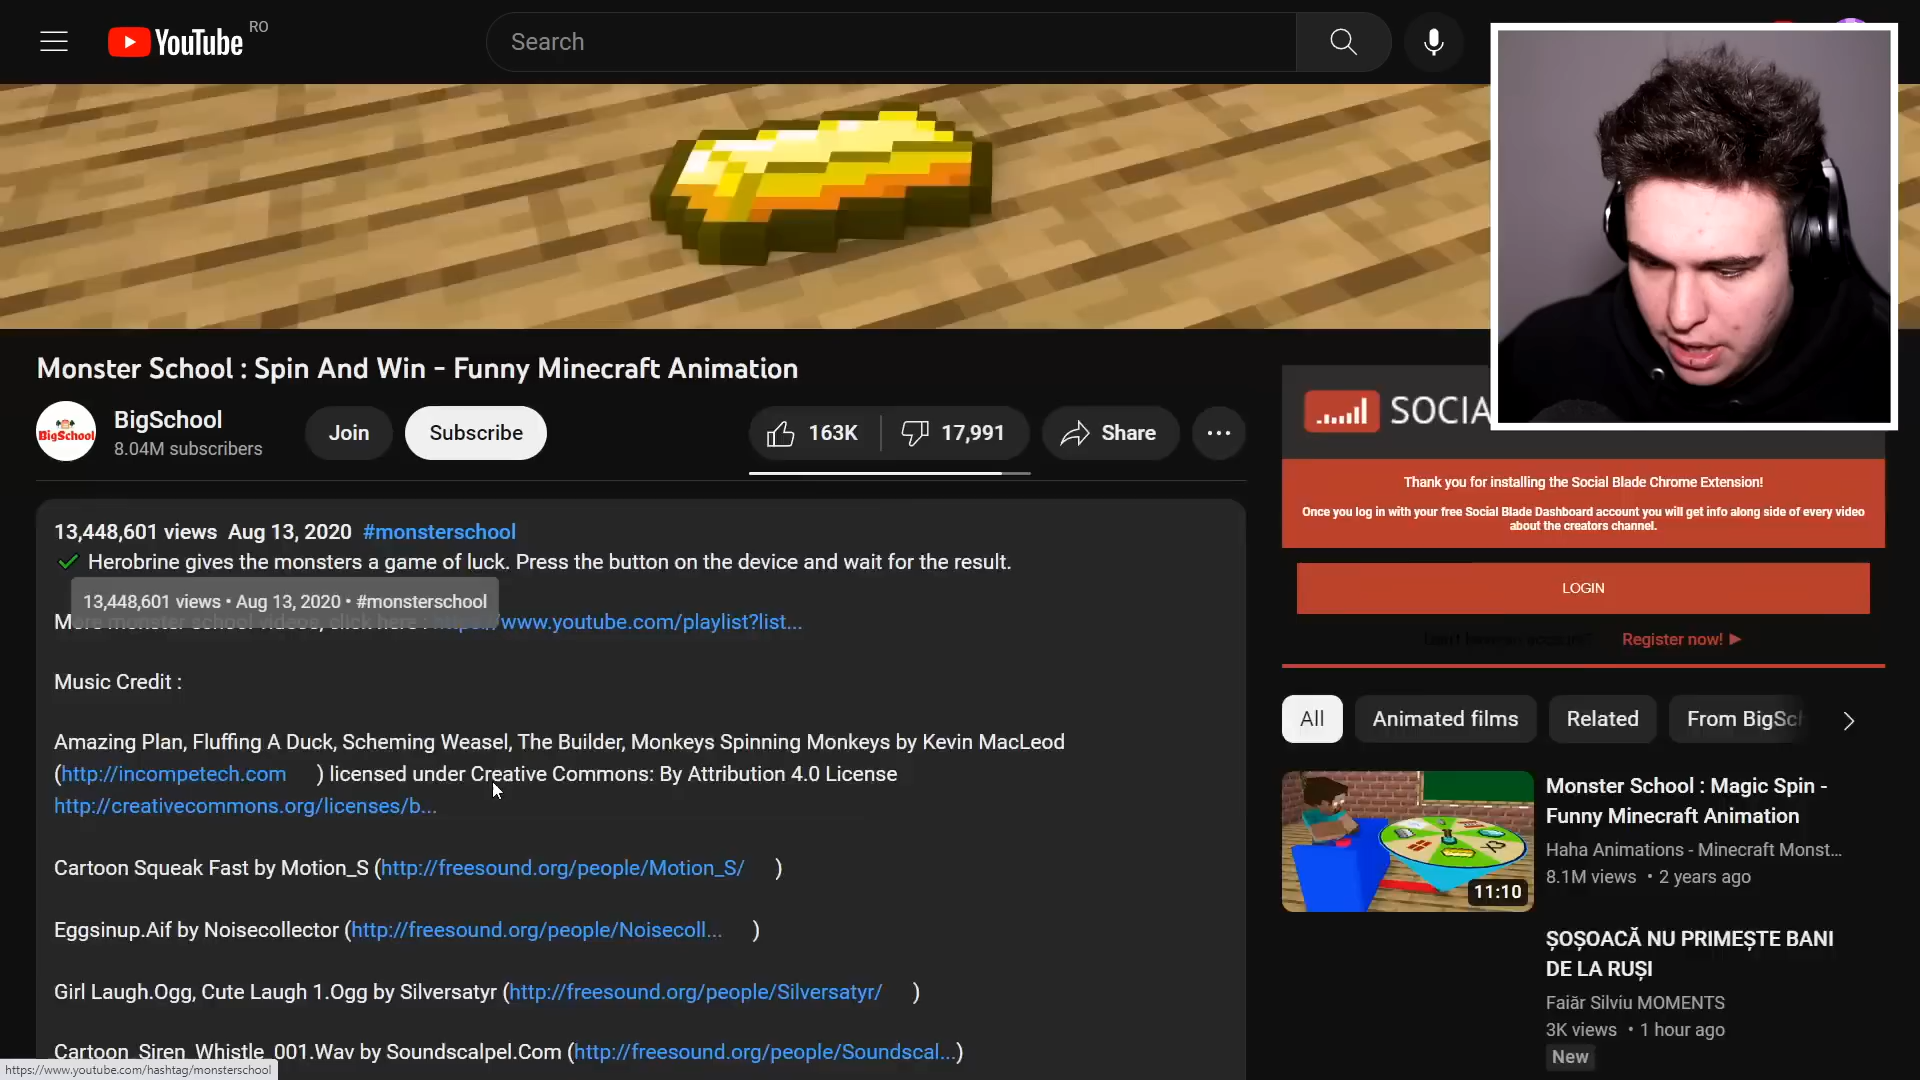 YouTube RO
Search
SOCIA
Monster School : Spin And Win - Funny Minecraft Animation
BigSchool
BigSchool
8.04M subscribers
Join
Subscribe
163K
17,991
Share
Thank you for installing the Social Blade Chrome Extension!
Once you log in with your free Social Blade Dashboard account you will get info along side of every video
about the creators channel.
LOGIN
Register now!
13,448,601 views Aug 13, 2020 #monsterschool
Herobrine gives the monsters a game of luck. Press the button on the device and wait for the result.
13,448,601 views • Aug 13, 2020 • #monsterschool
More monster school videos, click here : https://www.youtube.com/playlist?list...
Music Credit :
Amazing Plan, Fluffing A Duck, Scheming Weasel, The Builder, Monkeys Spinning Monkeys by Kevin MacLeod
(http://incompetech.com ) licensed under Creative Commons: By Attribution 4.0 License
http://creativecommons.org/licenses/b...
Cartoon Squeak Fast by Motion_S (http://freesound.org/people/Motion_S/ )
Eggsinup.Aif by Noisecollector (http://freesound.org/people/Noisecoll... )
Girl Laugh.Ogg, Cute Laugh 1.Ogg by Silversatyr (http://freesound.org/people/Silversatyr/ )
Cartoon_Siren_Whistle_001.Wav by Soundscalpel.Com (http://freesound.org/people/Soundscal...)
https://www.youtube.com/hashtag/monsterschool
All
Animated films
Related
From BigSch
X3
11:10
Monster School : Magic Spin -
Funny Minecraft Animation
Haha Animations - Minecraft Monst...
8.1M views • 2 years ago
ȘOȘOACĂ NU PRIMEȘTE BANI
DE LA RUȘI
Faiăr Silviu MOMENTS
3K views • 1 hour ago
New